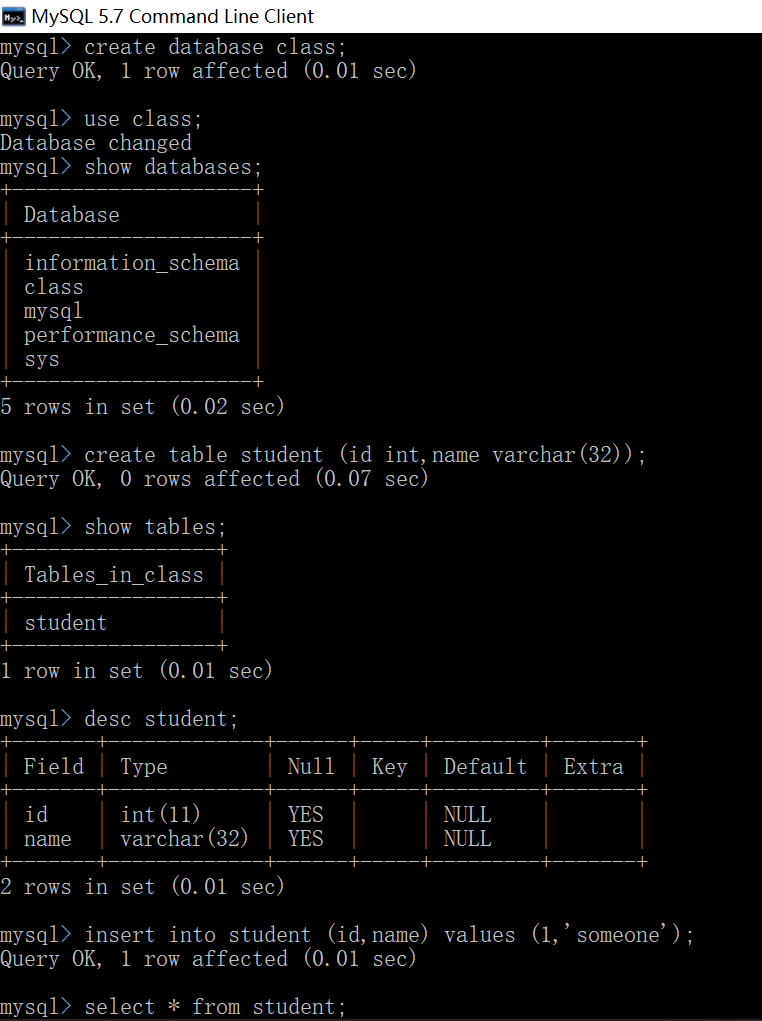 MySQL 5.7 Command Line Client
mysql> create database class;
Query OK, 1 row affected (0.01 sec)
mysql> use class;
Database changed
mysql> show databases;
+--------------------+
| Database           |
+--------------------+
| information_schema |
| class              |
| mysql              |
| performance_schema |
| sys                |
+--------------------+
5 rows in set (0.02 sec)
mysql> create table student (id int,name varchar(32));
Query OK, 0 rows affected (0.07 sec)
mysql> show tables;
+-----------------+
| Tables_in_class |
+-----------------+
| student         |
+-----------------+
1 row in set (0.01 sec)
mysql> desc student;
+-------+-------------+------+-----+---------+-------+
| Field | Type        | Null | Key | Default | Extra |
+-------+-------------+------+-----+---------+-------+
| id    | int(11)     | YES  |     | NULL    |       |
| name  | varchar(32) | YES  |     | NULL    |       |
+-------+-------------+------+-----+---------+-------+
2 rows in set (0.01 sec)
mysql> insert into student (id,name) values (1,'someone');
Query OK, 1 row affected (0.01 sec)
mysql> select * from student;